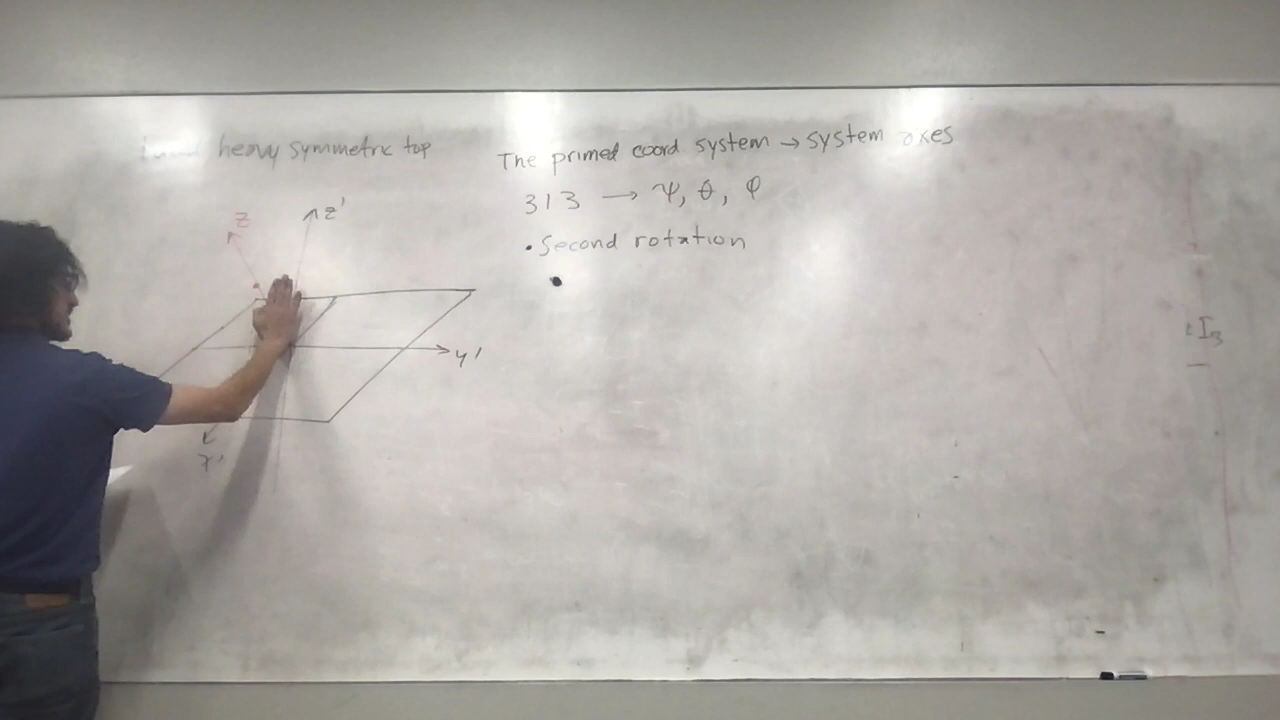 heavy symmetric top
The primed coord system → system axes
313 → ψ, θ, φ
• Second rotation
•
z
z'
y'
x'
I₃